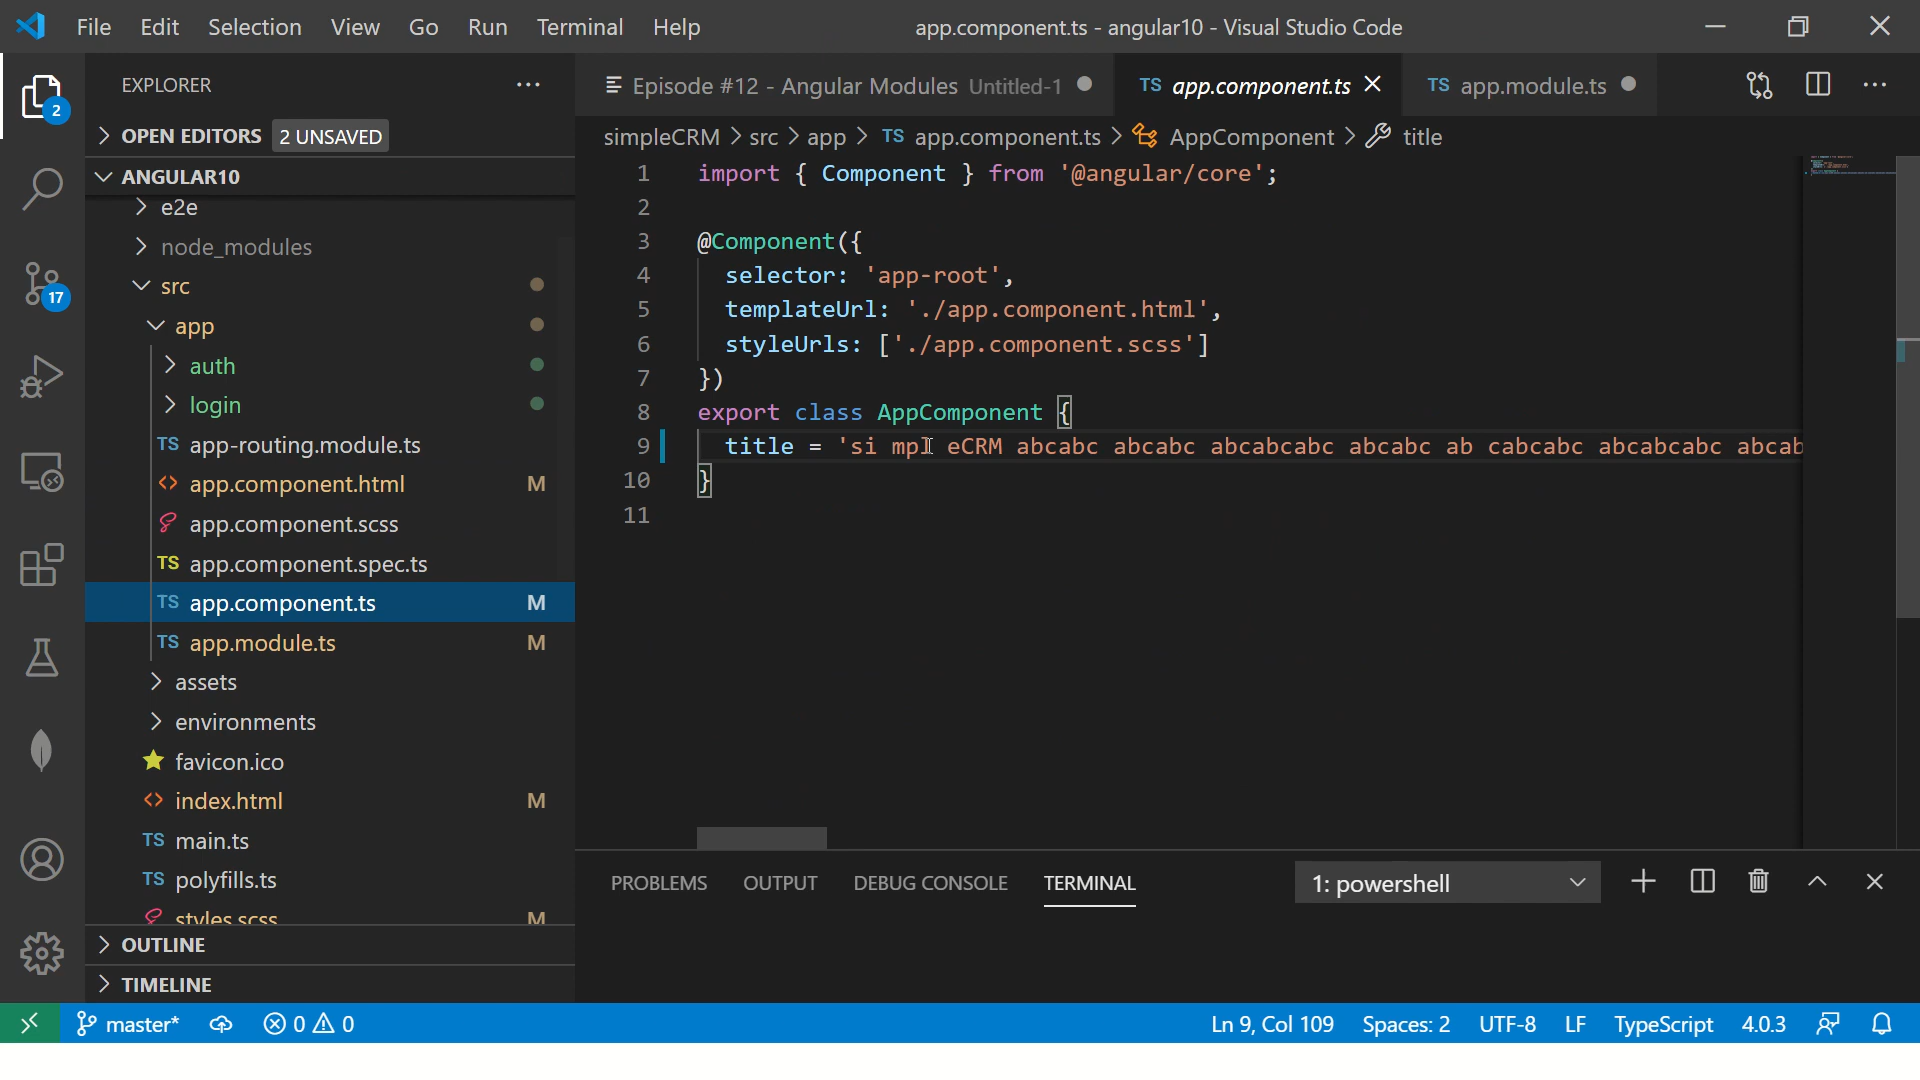 File Edit Selection View Go Run Terminal Help app.component.ts - angular10 - Visual Studio Code
EXPLORER
OPEN EDITORS 2 UNSAVED
ANGULAR10
e2e
node_modules
src
app
auth
login
TS app-routing.module.ts
<> app.component.html M
app.component.scss
TS app.component.spec.ts
TS app.component.ts M
TS app.module.ts M
assets
environments
favicon.ico
<> index.html M
TS main.ts
TS polyfills.ts
styles.scss M
OUTLINE
TIMELINE
2
17
Episode #12 - Angular Modules Untitled-1 TS app.component.ts TS app.module.ts
simpleCRM > src > app > TS app.component.ts > AppComponent > title
1 import { Component } from '@angular/core';
2
3 @Component({
4 selector: 'app-root',
5 templateUrl: './app.component.html',
6 styleUrls: ['./app.component.scss']
7 })
8 export class AppComponent {
9 title = 'si mpl eCRM abcabc abcabc abcabcabc abcabc ab cabcabc abcabcabc abcab
10 }
11
PROBLEMS OUTPUT DEBUG CONSOLE TERMINAL 1: powershell
master* 0 0 Ln 9, Col 109 Spaces: 2 UTF-8 LF TypeScript 4.0.3